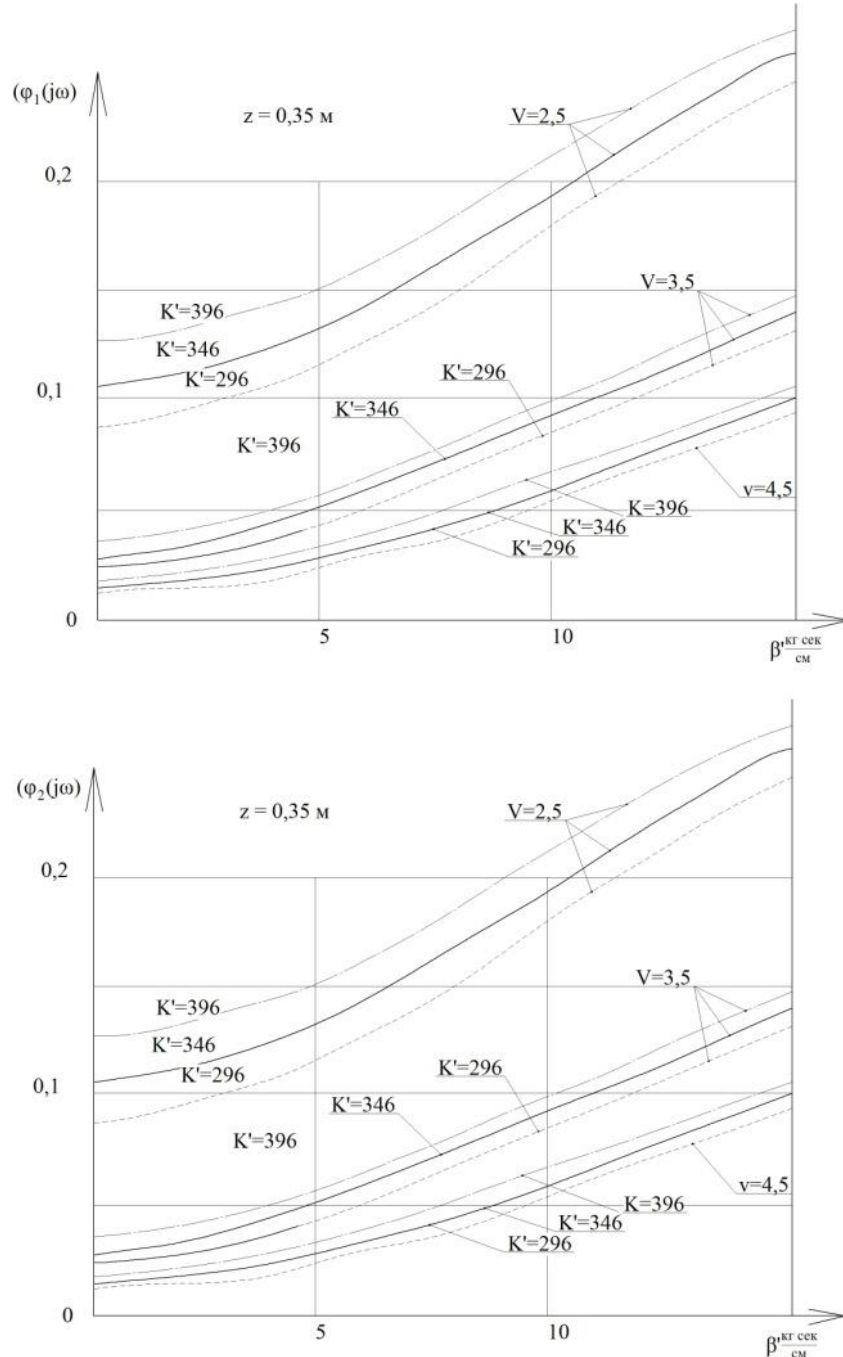 (φ₁(jω)
z = 0,35 м
V=2,5
0,2
K'=396
V=3,5
K'=346
K'=296
K'=296
0,1
K'=346
K'=396
v=4,5
K=396
K'=346
K'=296
0
5
10
β' кг сек
см
(φ₂(jω)
z = 0,35 м
V=2,5
0,2
K'=396
V=3,5
K'=346
K'=296
K'=296
0,1
K'=346
K'=396
v=4,5
K=396
K'=346
K'=296
0
5
10
β' кг сек
см